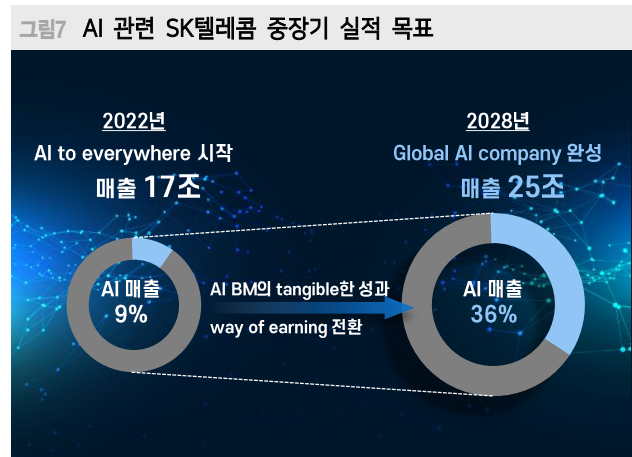 그림7 AI 관련 SK텔레콤 중장기 실적 목표
2022년
AI to everywhere 시작
매출 17조
2028년
Global AI company 완성
매출 25조
AI 매출
9%
AI BM의 tangible한 성과
way of earning 전환
AI 매출
36%